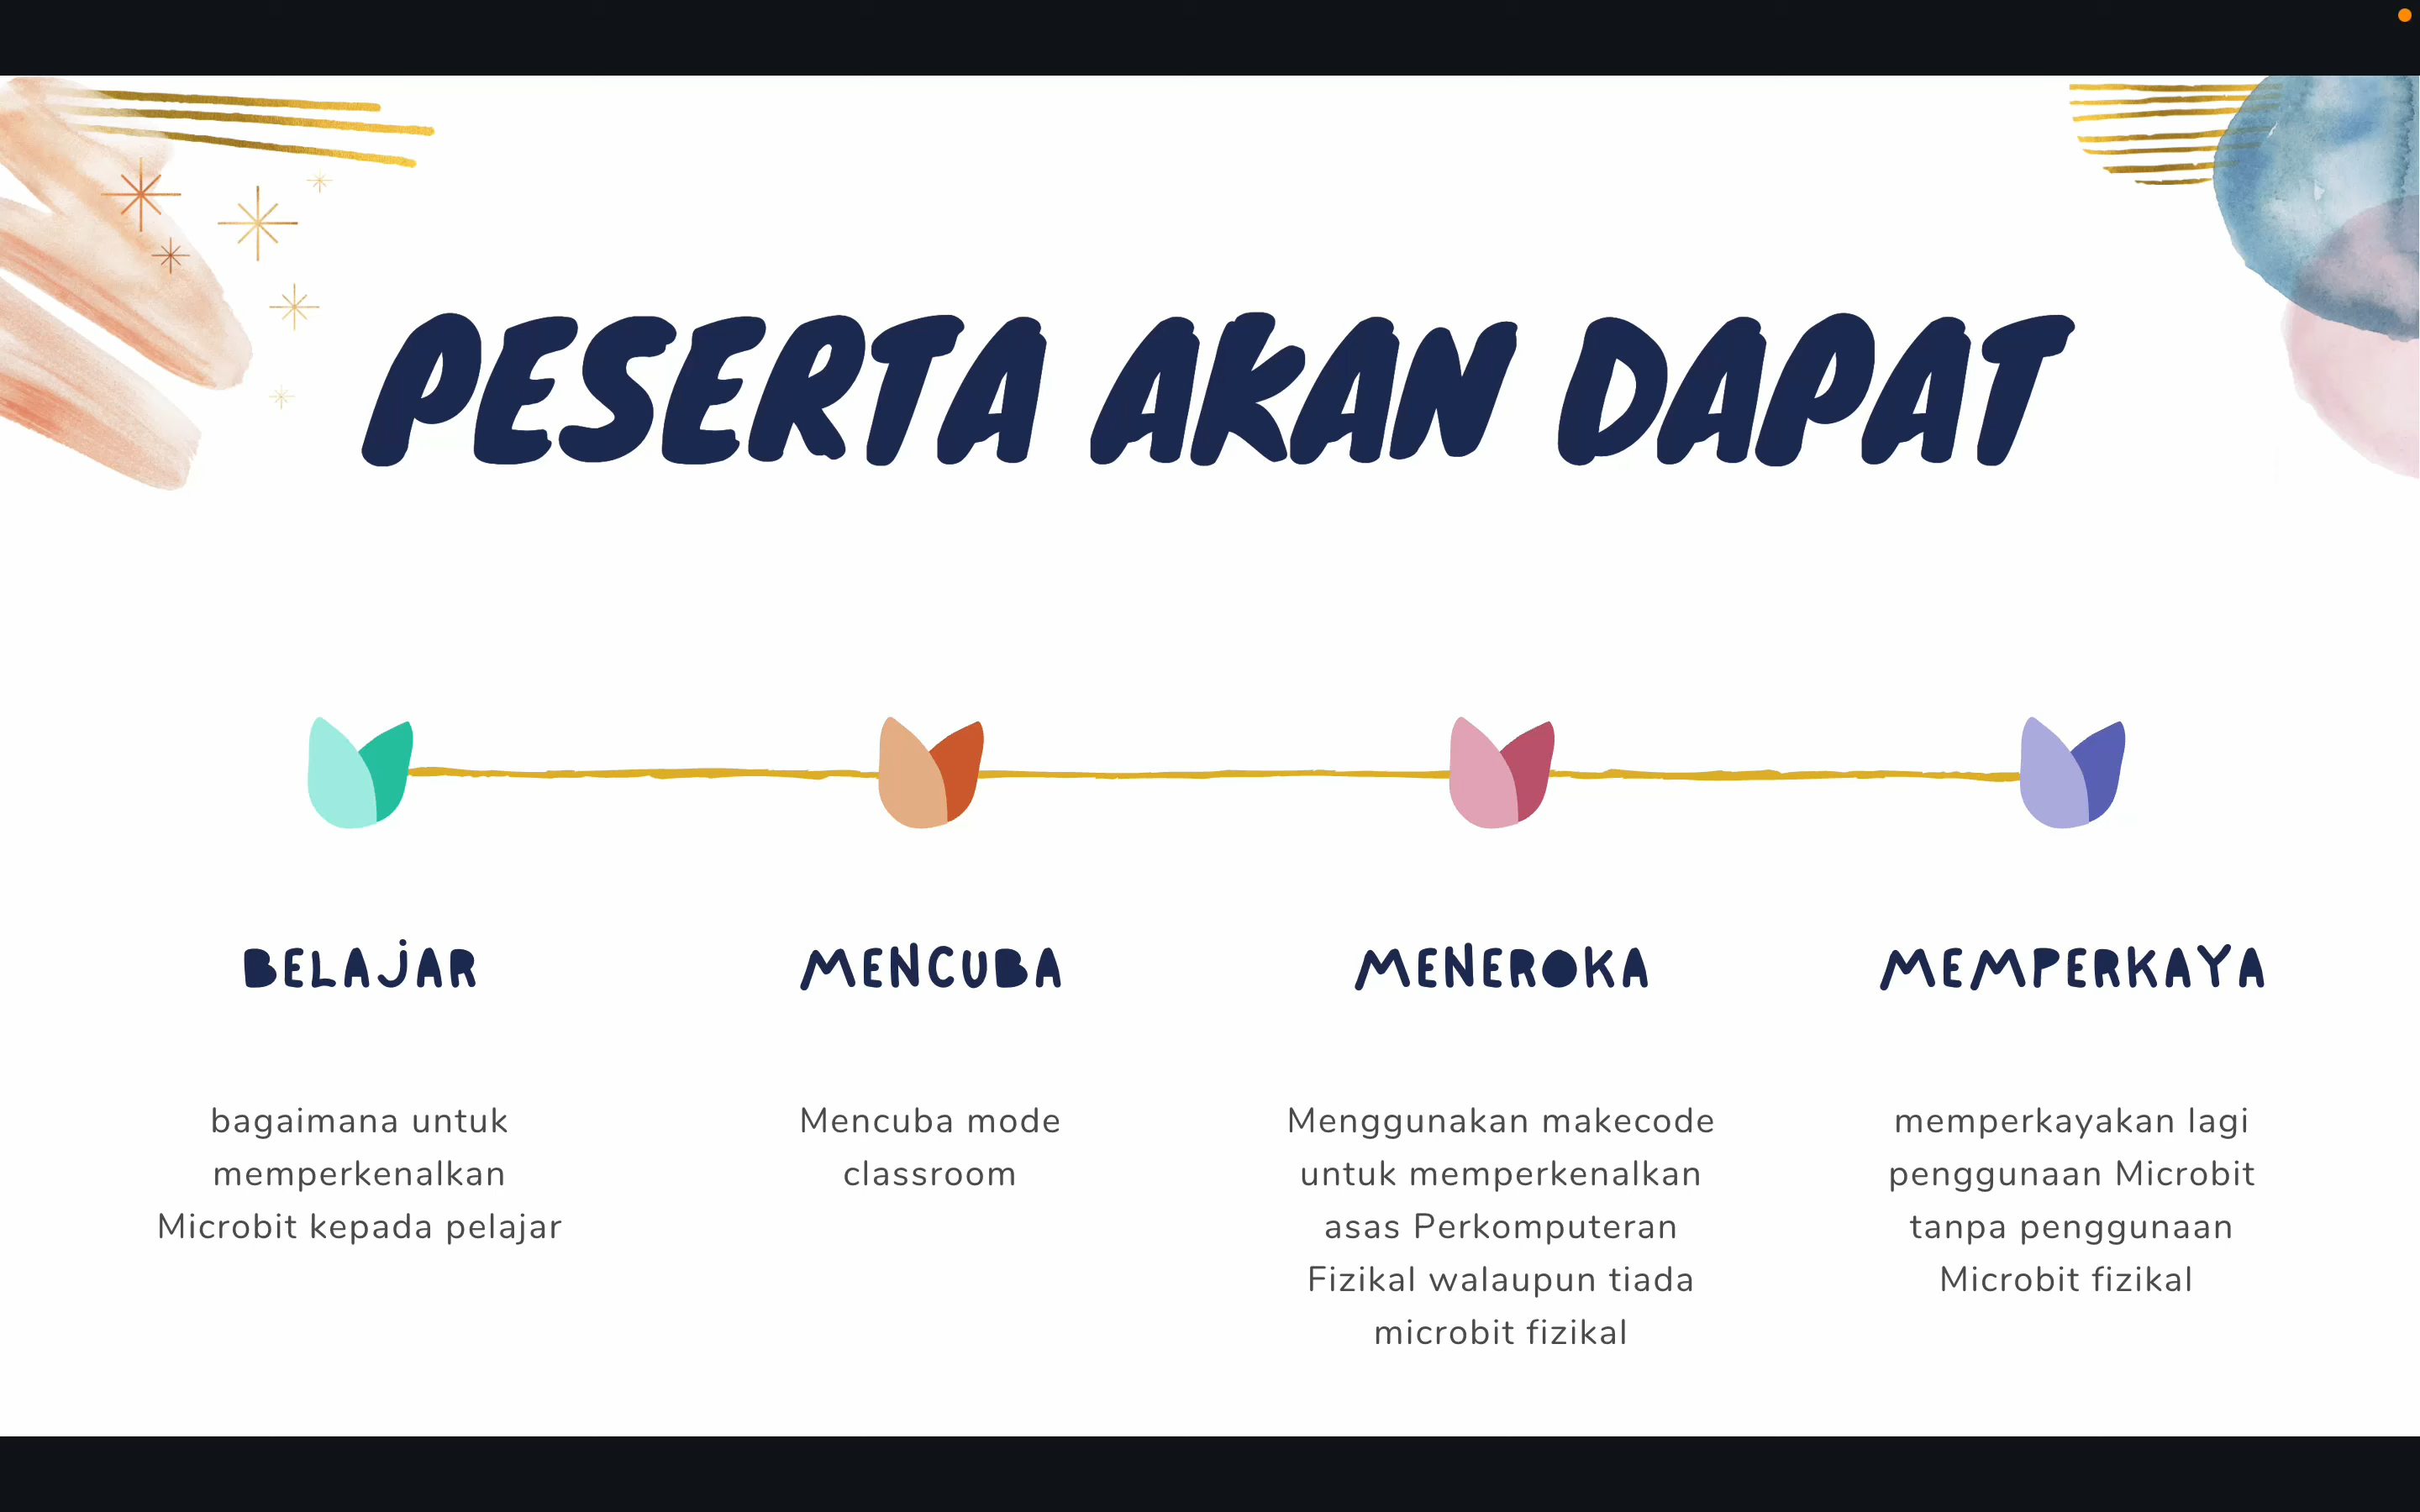 PESERTA AKAN DAPAT
BELAJAR
bagaimana untuk
memperkenalkan
Microbit kepada pelajar
MENCUBA
Mencuba mode
classroom
MENEROKA
Menggunakan makecode
untuk memperkenalkan
asas Perkomputeran
Fizikal walaupun tiada
microbit fizikal
MEMPERKAYA
memperkayakan lagi
penggunaan Microbit
tanpa penggunaan
Microbit fizikal